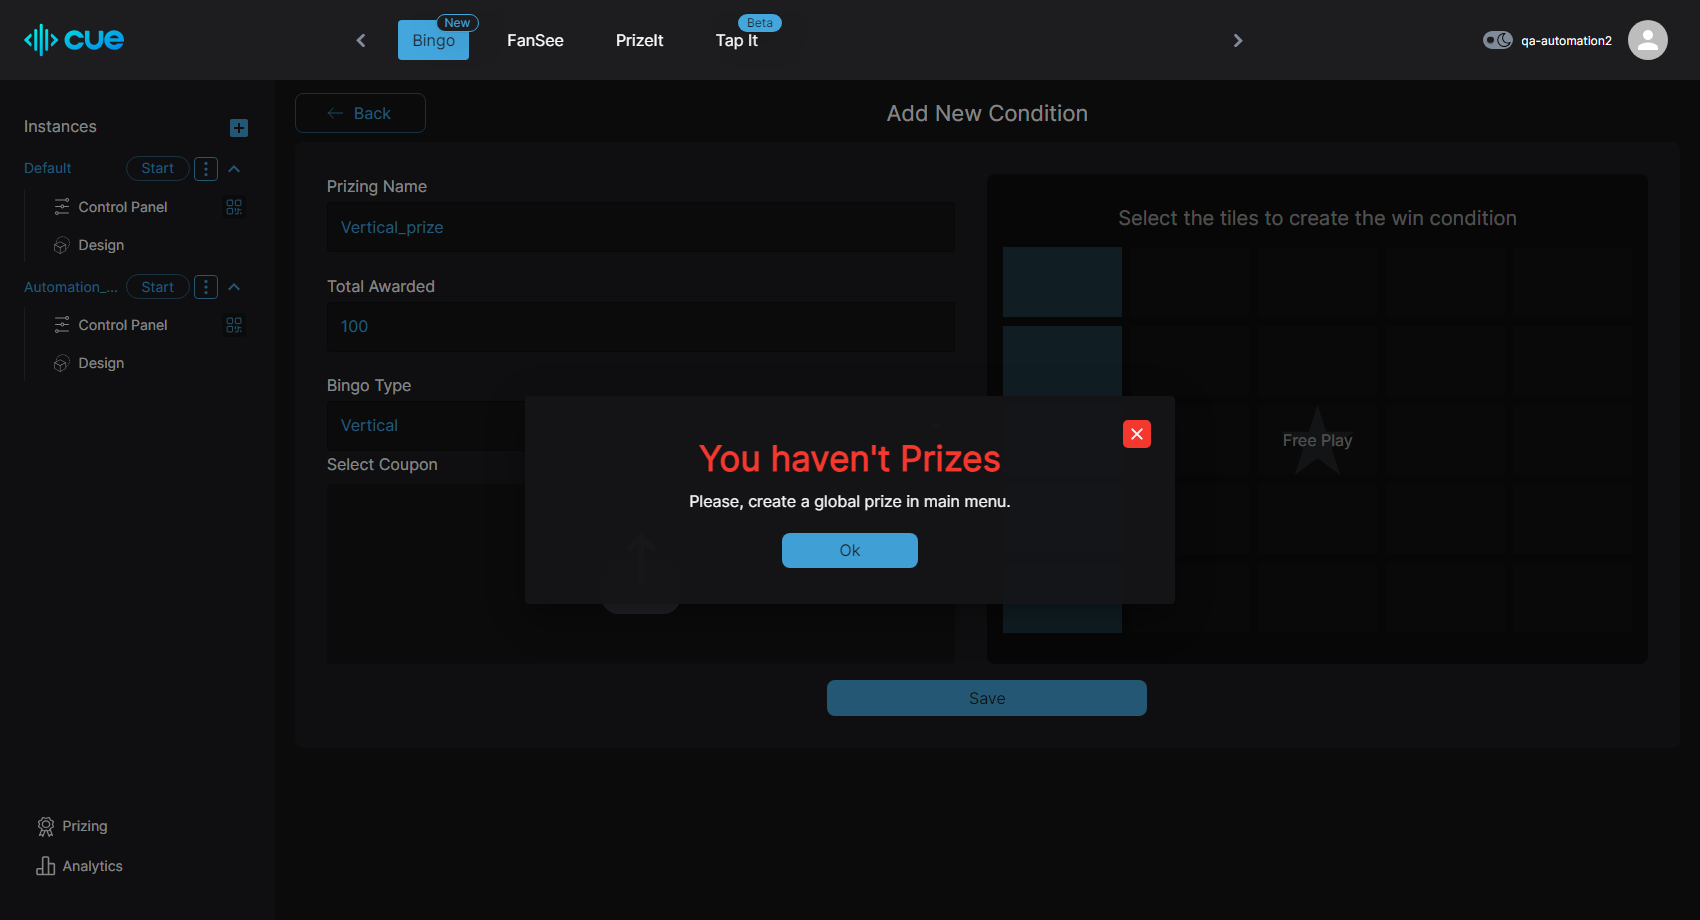 cue
Bingo
New
FanSee
PrizeIt
Tap It
Beta
qa-automation2
Instances
Default
Start
Control Panel
Design
Automation_...
Start
Control Panel
Design
Prizing
Analytics
Back
Add New Condition
Prizing Name
Vertical_prize
Total Awarded
100
Bingo Type
Vertical
Select Coupon
Select the tiles to create the win condition
Free Play
You haven't Prizes
Please, create a global prize in main menu.
Ok
Save